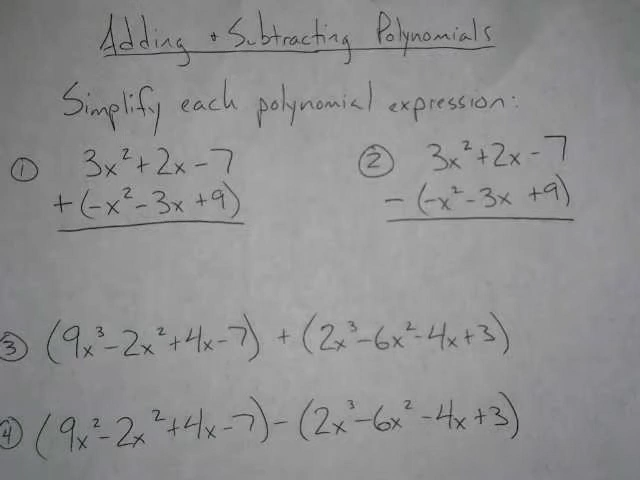 Adding + Subtracting Polynomials
Simplify each polynomial expression:
① 3x²+2x-7
+(-x²-3x+9)
② 3x²+2x-7
-(-x²-3x+9)
③ (9x³-2x²+4x-7)+(2x³-6x²-4x+3)
④ (9x²-2x²+4x-7)-(2x³-6x²-4x+3)